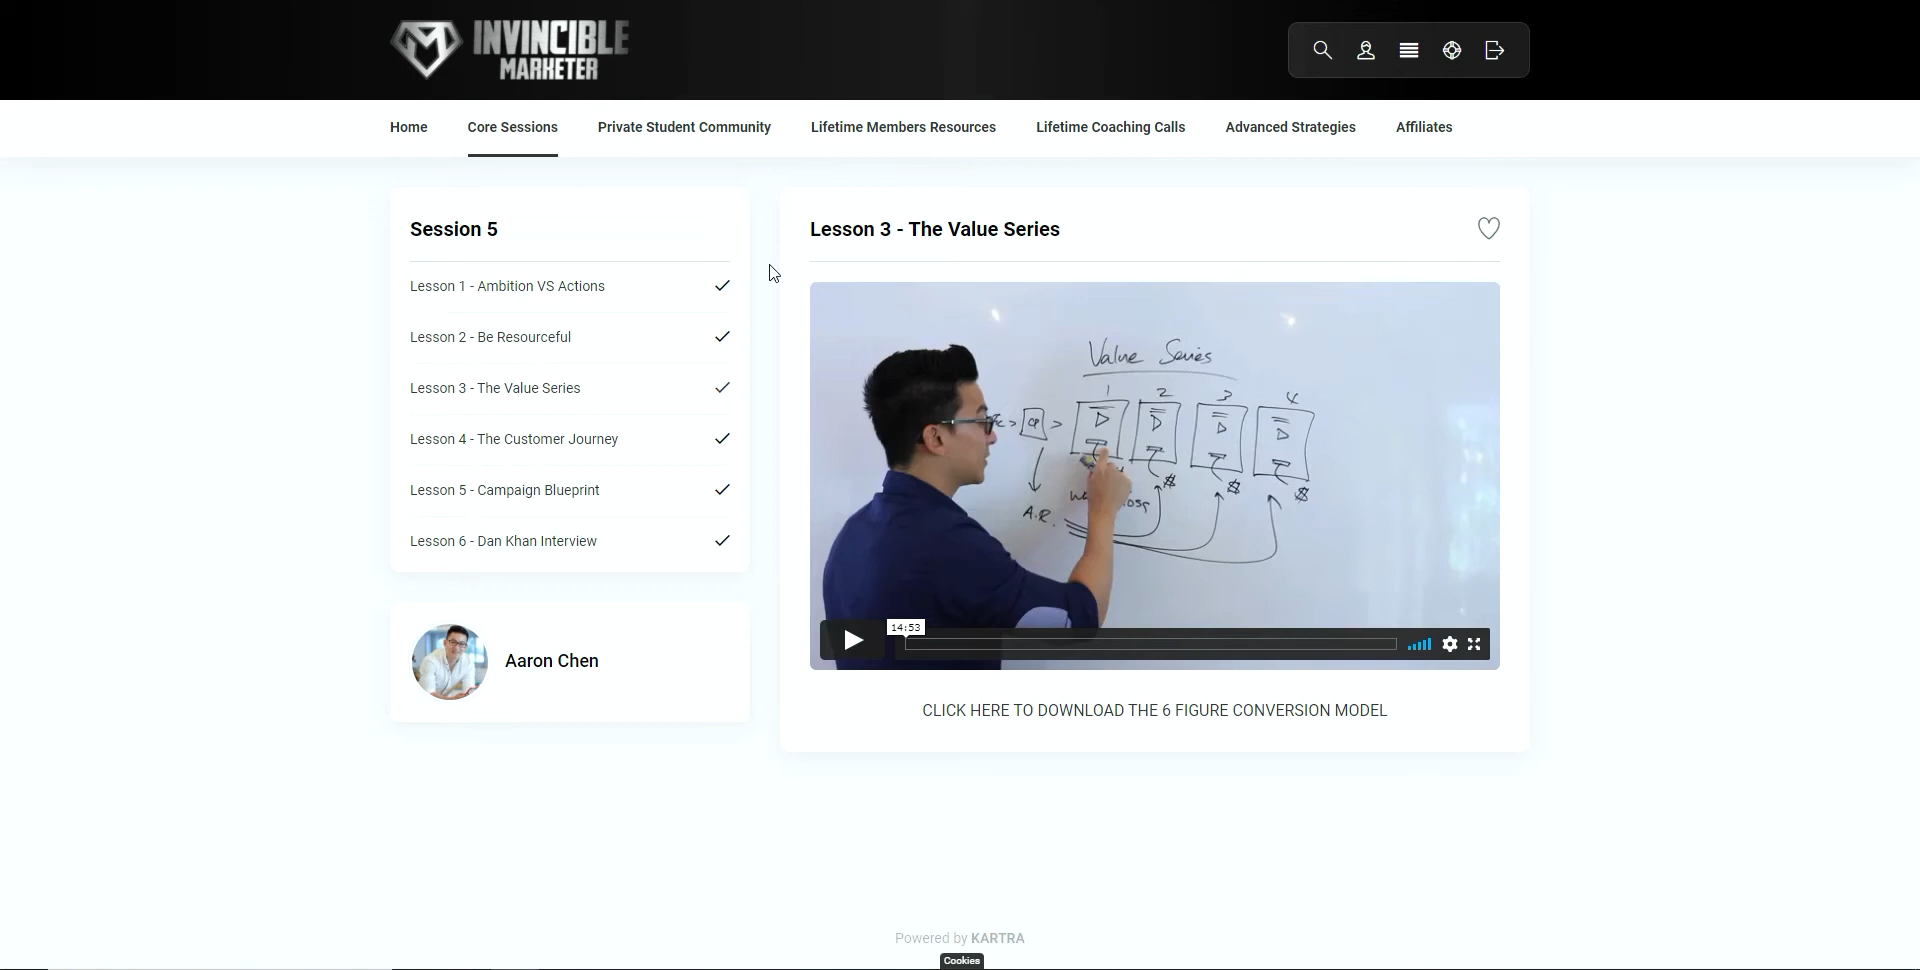 INVINCIBLE
MARKETER
Home
Core Sessions
Private Student Community
Lifetime Members Resources
Lifetime Coaching Calls
Advanced Strategies
Affiliates
Session 5
Lesson 1 - Ambition VS Actions
Lesson 2 - Be Resourceful
Lesson 3 - The Value Series
Lesson 4 - The Customer Journey
Lesson 5 - Campaign Blueprint
Lesson 6 - Dan Khan Interview
Aaron Chen
Lesson 3 - The Value Series
Value Series
1 2 3 4
CP
$ $ $
A.R.
14:53
CLICK HERE TO DOWNLOAD THE 6 FIGURE CONVERSION MODEL
Powered by KARTRA
Cookies